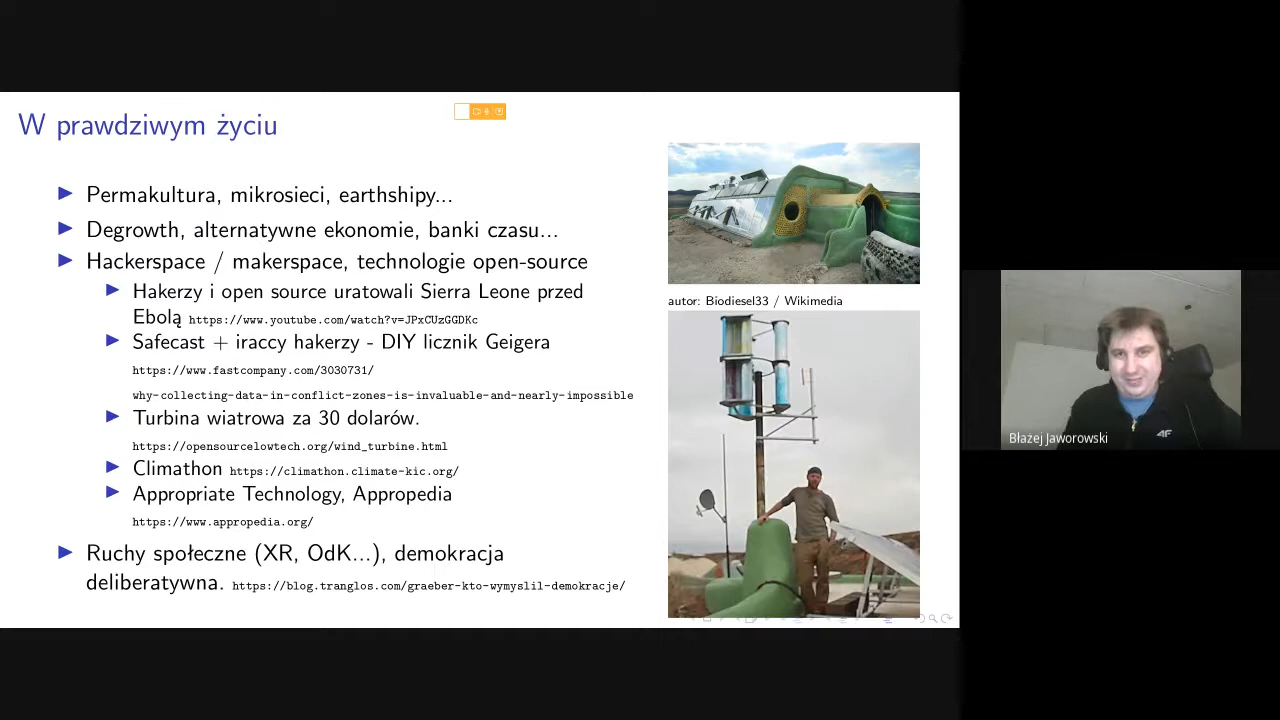 W prawdziwym życiu
Permakultura, mikrosieci, earthshipy...
Degrowth, alternatywne ekonomie, banki czasu...
Hackerspace / makerspace, technologie open-source
Hakerzy i open source uratowali Sierra Leone przed
Ebolą https://www.youtube.com/watch?v=JPxCUzGGDKc
Safecast + iraccy hakerzy - DIY licznik Geigera
https://www.fastcompany.com/3030731/
why-collecting-data-in-conflict-zones-is-invaluable-and-nearly-impossible
Turbina wiatrowa za 30 dolarów.
https://opensourcelowtech.org/wind_turbine.html
Climathon https://climathon.climate-kic.org/
Appropriate Technology, Appropedia
https://www.appropedia.org/
Ruchy społeczne (XR, OdK...), demokracja
deliberatywna. https://blog.tranglos.com/graeber-kto-wymyslil-demokracje/
autor: Biodiesel33 / Wikimedia
4F
Błażej Jaworowski